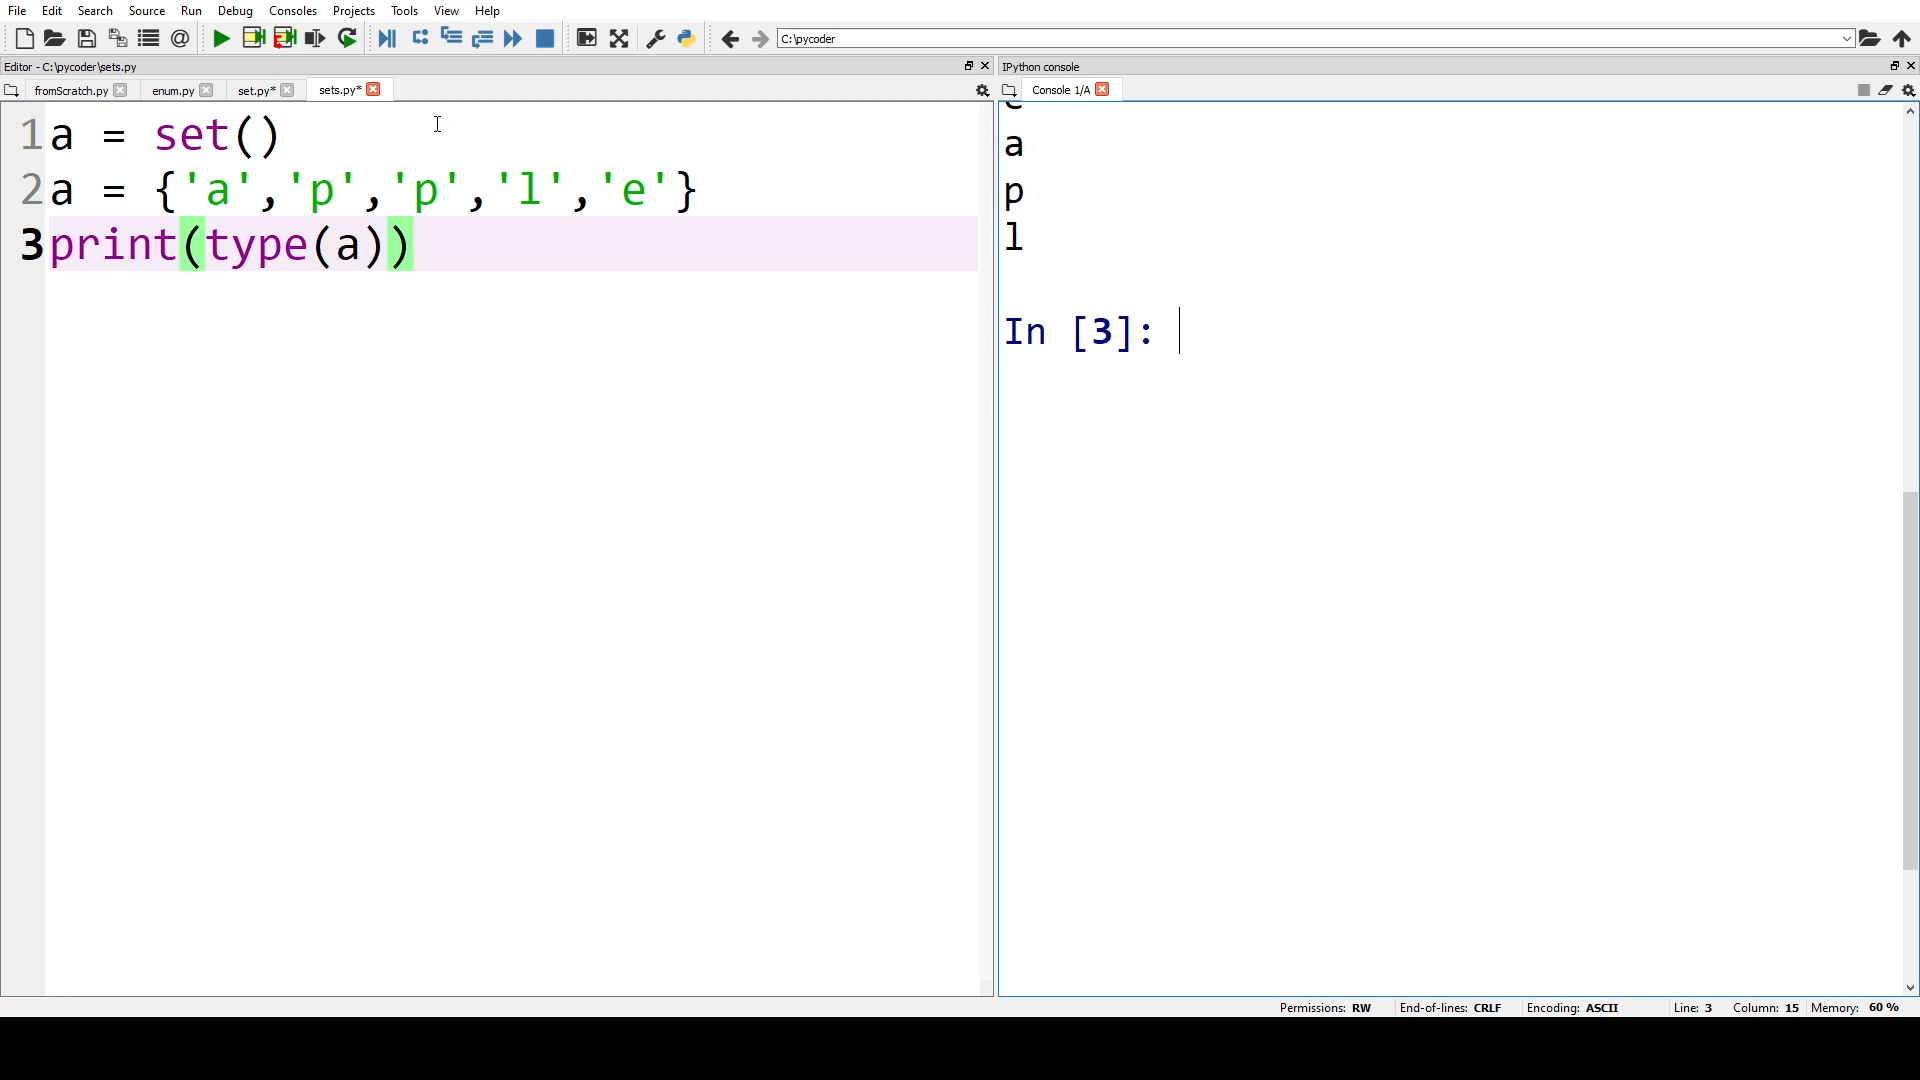 File Edit Search Source Run Debug Consoles Projects Tools View Help
C:\pycoder
Editor - C:\pycoder\sets.py
IPython console
fromScratch.py enum.py set.py* sets.py*
Console 1/A
1 a = set()
2 a = {'a','p','p','l','e'}
3 print(type(a))
e
a
p
l
In [3]:
Permissions: RW End-of-lines: CRLF Encoding: ASCII Line: 3 Column: 15 Memory: 60 %